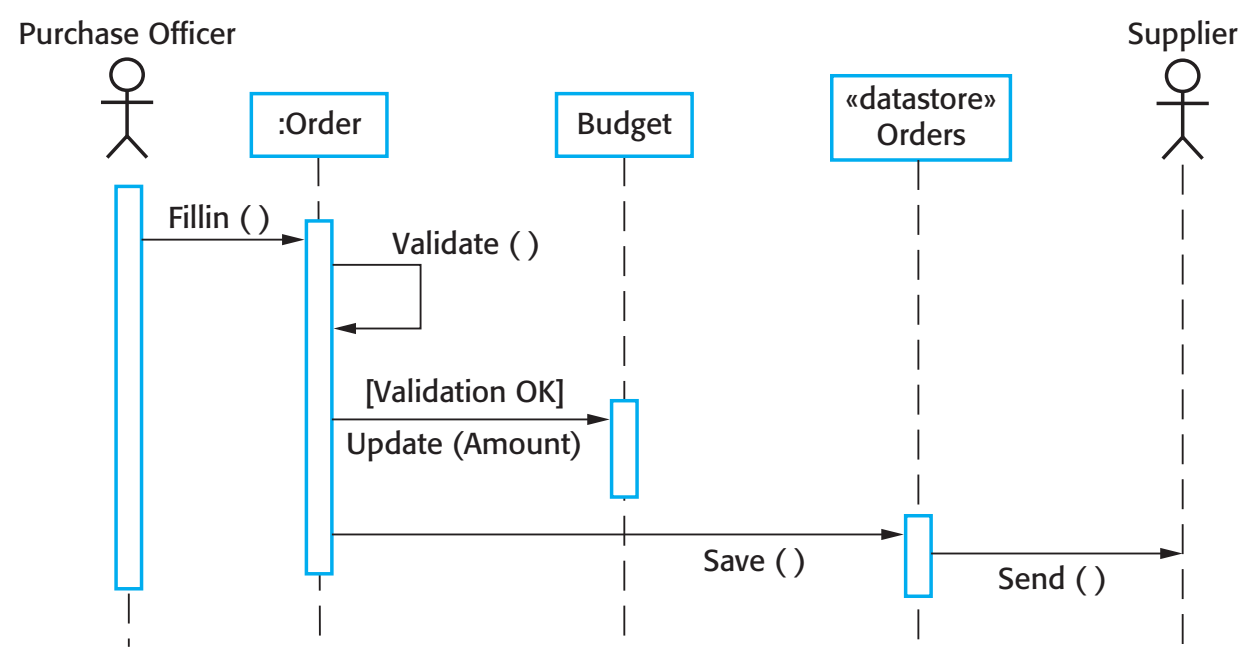 Purchase Officer
Supplier
:Order
Budget
«datastore»
Orders
Fillin ( )
Validate ( )
[Validation OK]
Update (Amount)
Save ( )
Send ( )